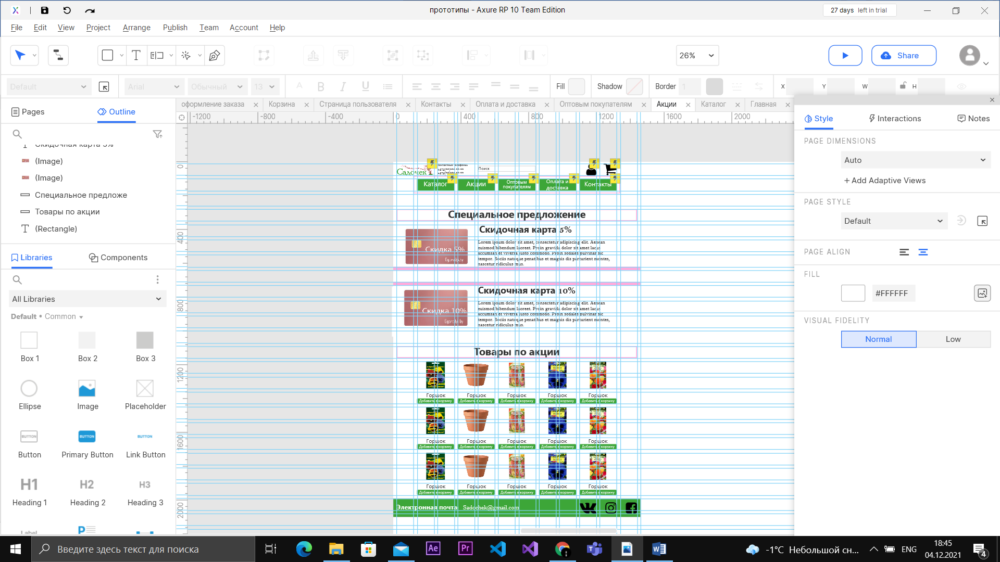 прототипы - Axure RP 10 Team Edition
27 days left in trial
File Edit View Project Arrange Publish Team Account Help
26%
Share
Default
Arial
Обычный
13
Fill
Shadow
Border
1
X
Y
W
H
Pages
Outline
оформление заказа
Корзина
Страница пользователя
Контакты
Оплата и доставка
Оптовым покупателям
Акции
Каталог
Главная
-1200 -800 -400 0 400 800 1200 1600 2000
0
400
800
1200
1600
2000
Скидочная карта 5%
(Image)
(Image)
Специальное предложе
Товары по акции
(Rectangle)
Libraries
Components
All Libraries
Default • Common
Box 1
Box 2
Box 3
Ellipse
Image
Placeholder
BUTTON
BUTTON
BUTTON
Button
Primary Button
Link Button
H1
H2
H3
Heading 1
Heading 2
Heading 3
Label
Садочек
Контактные телефоны
Поиск
Каталог
Акции
Оптовым покупателям
Оплата и доставка
Контакты
Специальное предложение
Скидочная карта 5%
Скидка 5%
Lorem ipsum dolor sit amet, consectetur adipiscing elit. Aenean
euismod bibendum laoreet. Proin gravida dolor sit amet lacus
accumsan et viverra justo commodo. Proin sodales pulvinar sic
tempor. Sociis natoque penatibus et magnis dis parturient montes,
nascetur ridiculus mus.
Скидочная карта 10%
Скидка 10%
Lorem ipsum dolor sit amet, consectetur adipiscing elit. Aenean
euismod bibendum laoreet. Proin gravida dolor sit amet lacus
accumsan et viverra justo commodo. Proin sodales pulvinar sic
tempor. Sociis natoque penatibus et magnis dis parturient montes,
nascetur ridiculus mus.
Товары по акции
Горшок Горшок Горшок Горшок Горшок
Добавить в корзину Добавить в корзину Добавить в корзину Добавить в корзину Добавить в корзину
Горшок Горшок Горшок Горшок Горшок
Добавить в корзину Добавить в корзину Добавить в корзину Добавить в корзину Добавить в корзину
Горшок Горшок Горшок Горшок Горшок
Добавить в корзину Добавить в корзину Добавить в корзину Добавить в корзину Добавить в корзину
Электронная почта: Sadochek@gmail.com
Style
Interactions
Notes
PAGE DIMENSIONS
Auto
+ Add Adaptive Views
PAGE STYLE
Default
PAGE ALIGN
FILL
#FFFFFF
VISUAL FIDELITY
Normal
Low
Введите здесь текст для поиска
Ae
Pr
-1°C Небольшой сн...
ENG
18:45
04.12.2021
4